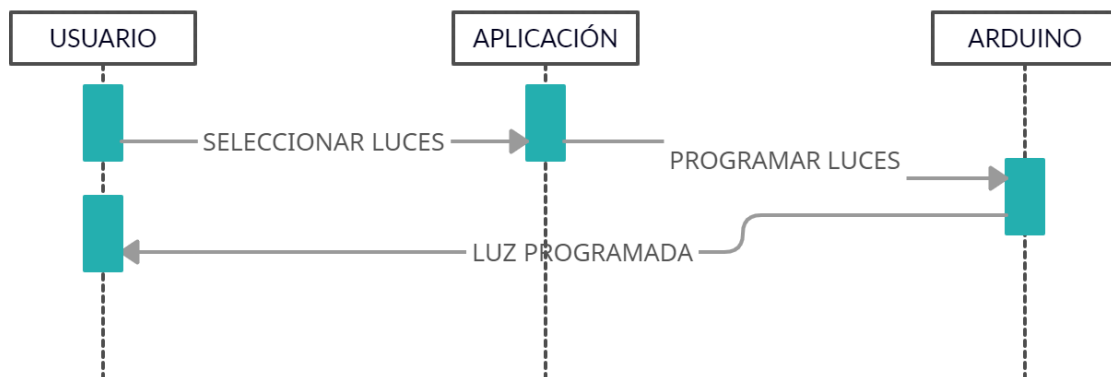 USUARIO
APLICACIÓN
ARDUINO
SELECCIONAR LUCES
PROGRAMAR LUCES
LUZ PROGRAMADA